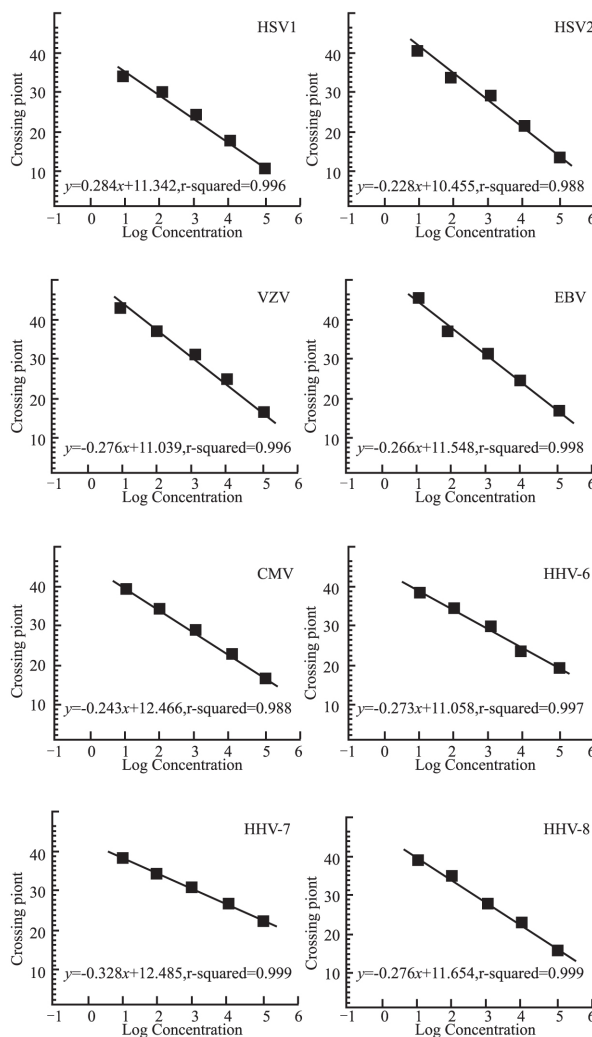 HSV1
Crossing piont
40
30
20
10
y=0.284x+11.342,r-squared=0.996
−1 0 1 2 3 4 5 6
Log Concentration
HSV2
Crossing piont
40
30
20
10
y=-0.228x+10.455,r-squared=0.988
−1 0 1 2 3 4 5 6
Log Concentration
VZV
Crossing piont
40
30
20
10
y=-0.276x+11.039,r-squared=0.996
−1 0 1 2 3 4 5 6
Log Concentration
EBV
Crossing piont
40
30
20
10
y=-0.266x+11.548,r-squared=0.998
−1 0 1 2 3 4 5 6
Log Concentration
CMV
Crossing piont
40
30
20
10
y=-0.243x+12.466,r-squared=0.988
−1 0 1 2 3 4 5 6
Log Concentration
HHV-6
Crossing piont
40
30
20
10
y=-0.273x+11.058,r-squared=0.997
−1 0 1 2 3 4 5 6
Log Concentration
HHV-7
Crossing piont
40
30
20
10
y=-0.328x+12.485,r-squared=0.999
−1 0 1 2 3 4 5 6
Log Concentration
HHV-8
Crossing piont
40
30
20
10
y=-0.276x+11.654,r-squared=0.999
−1 0 1 2 3 4 5 6
Log Concentration